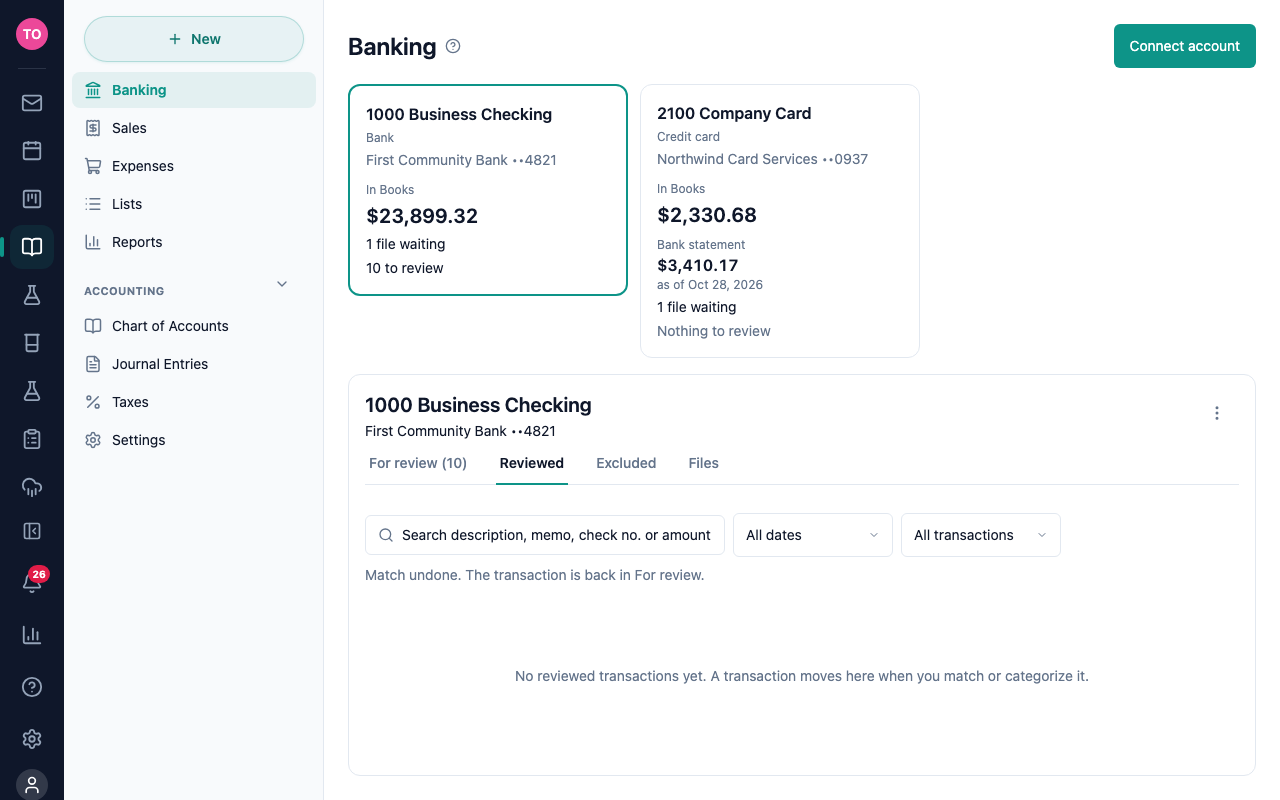 TO
New
Banking
Sales
Expenses
Lists
Reports
ACCOUNTING
Chart of Accounts
Journal Entries
Taxes
Settings
26
Banking
Connect account
1000 Business Checking
Bank
First Community Bank ••4821
In Books
$23,899.32
1 file waiting
10 to review
2100 Company Card
Credit card
Northwind Card Services ••0937
In Books
$2,330.68
Bank statement
$3,410.17
as of Oct 28, 2026
1 file waiting
Nothing to review
1000 Business Checking
First Community Bank ••4821
For review (10) Reviewed Excluded Files
Search description, memo, check no. or amount All dates All transactions
Match undone. The transaction is back in For review.
No reviewed transactions yet. A transaction moves here when you match or categorize it.